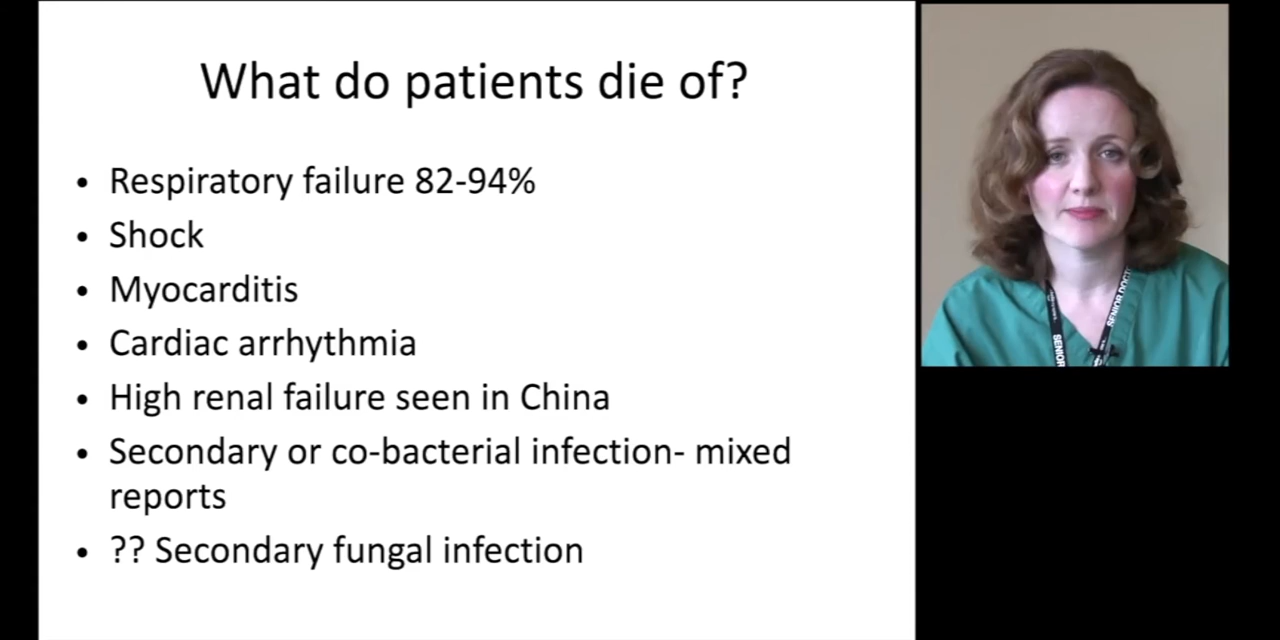 What do patients die of?
• Respiratory failure 82-94%
• Shock
• Myocarditis
• Cardiac arrhythmia
• High renal failure seen in China
• Secondary or co-bacterial infection- mixed
reports
• ?? Secondary fungal infection
SENIOR
SENIOR